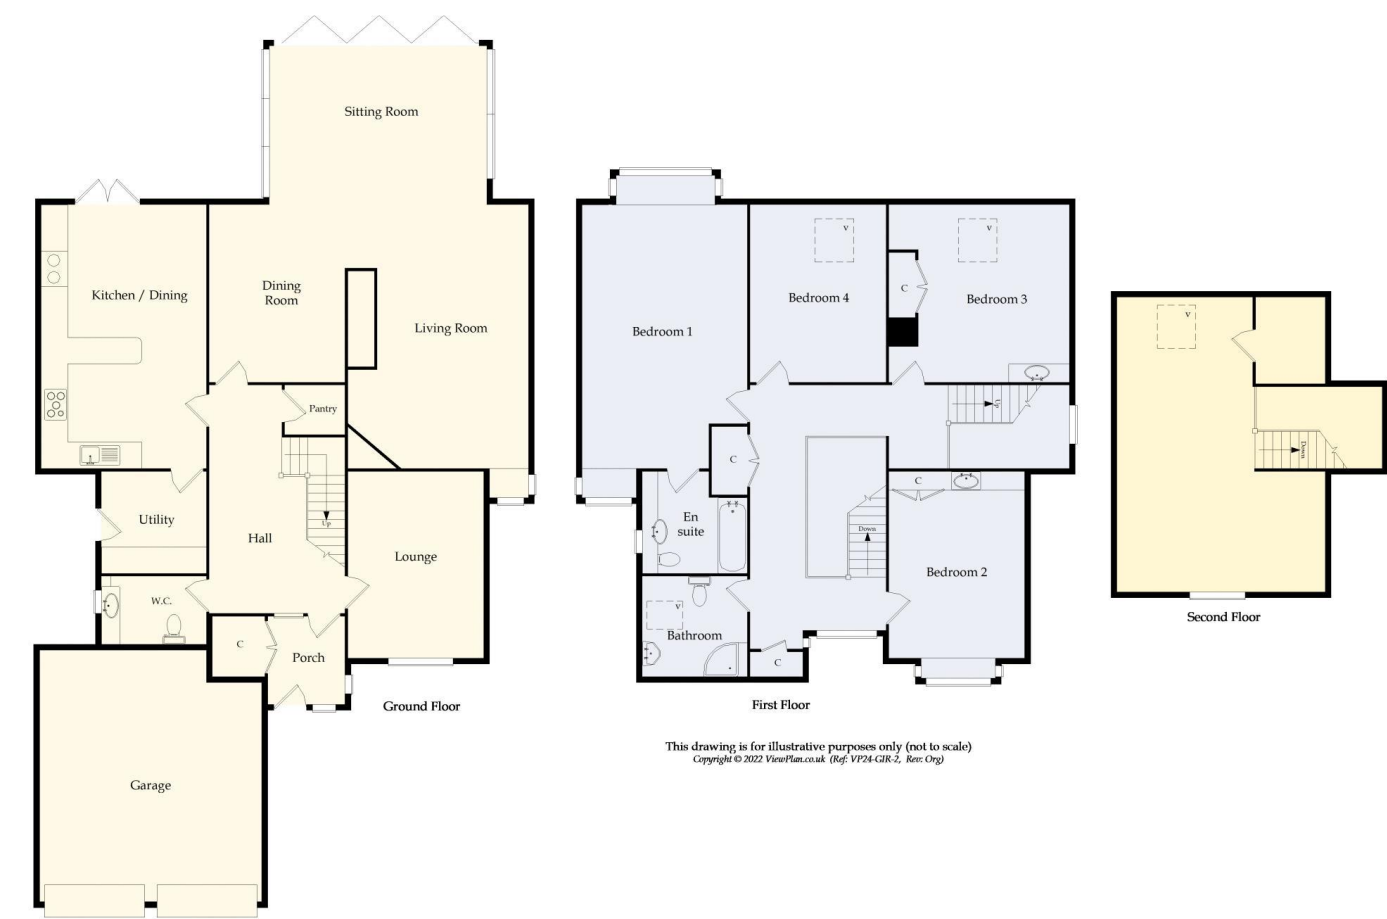 Sitting Room
Kitchen / Dining
Dining
Room
Living Room
Pantry
Utility
Hall
Up
Lounge
W.C.
C
Porch
Garage
Ground Floor
v
v
C
Bedroom 1
Bedroom 4
Bedroom 3
Up
C
C
En
suite
Down
Bedroom 2
v
Bathroom
C
First Floor
v
Down
Second Floor
This drawing is for illustrative purposes only (not to scale)
Copyright © 2022 ViewPlan.co.uk (Ref: VP24-GIR-2, Rev: Org)